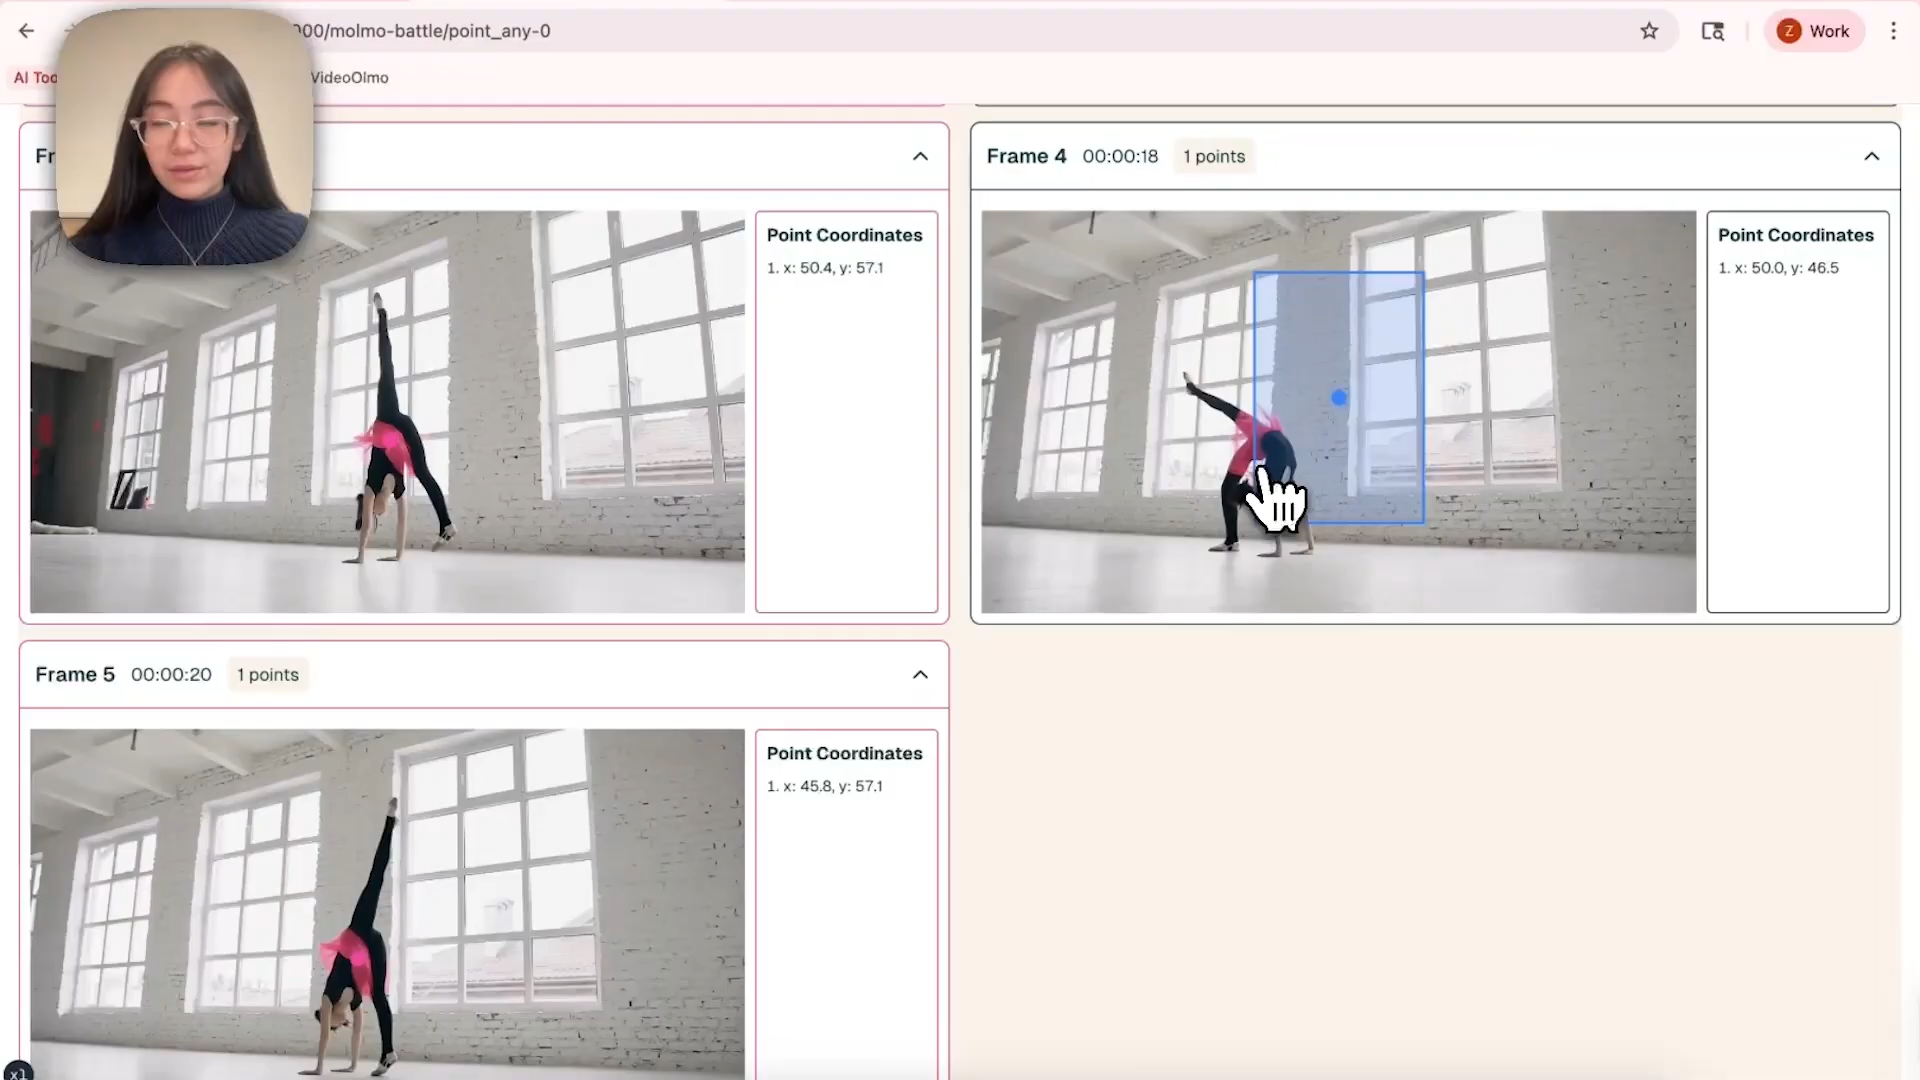 000/molmo-battle/point_any-0
Z Work
AI Too
VideoOlmo
Fr
Point Coordinates
1. x: 50.4, y: 57.1
Frame 4 00:00:18 1 points
Point Coordinates
1. x: 50.0, y: 46.5
Frame 5 00:00:20 1 points
Point Coordinates
1. x: 45.8, y: 57.1
x1